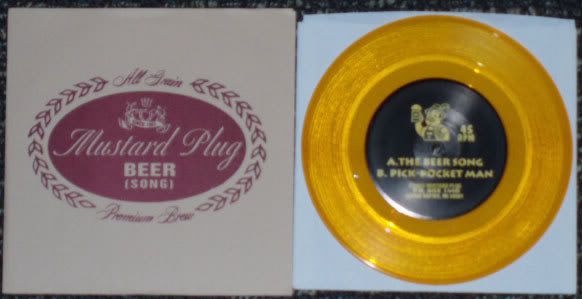 All Grain
Mustard Plug
BEER
(SONG)
Premium Brew
45
RPM
A. THE BEER SONG
B. PICK-POCKET MAN